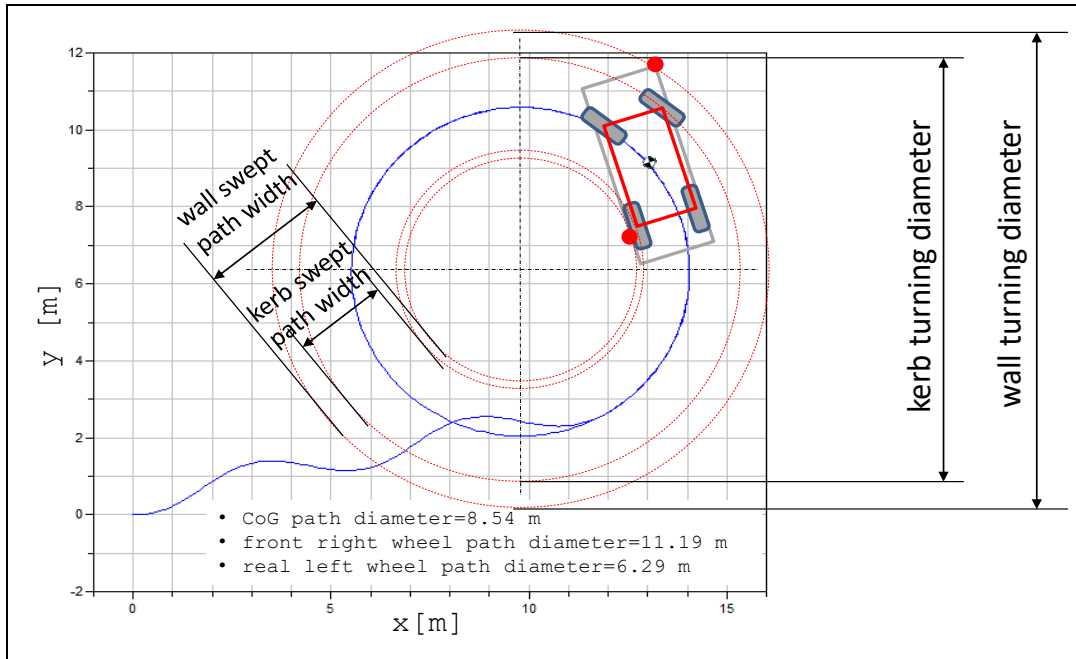 12
10
8
6
4
2
0
-2
0
5
10
15
y [m]
x [m]
wall swept
path width
kerb swept
path width
kerb turning diameter
wall turning diameter
• CoG path diameter=8.54 m
• front right wheel path diameter=11.19 m
• real left wheel path diameter=6.29 m